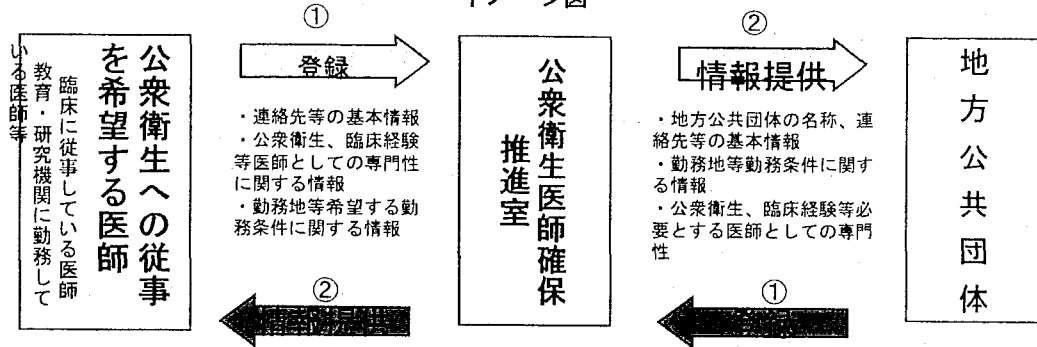 イメージ図
①
②
公衆衛生への従事
を希望する医師
臨床に従事している医師
教育・研究機関に勤務して
いる医師等
登録
・連絡先等の基本情報
・公衆衛生、臨床経験
等医師としての専門性
に関する情報
・勤務地等希望する勤
務条件に関する情報
②
公衆衛生医師確保
推進室
情報提供
・地方公共団体の名称、連
絡先等の基本情報
・勤務地等勤務条件に関す
る情報
・公衆衛生、臨床経験等必
要とする医師としての専門
性
①
地方公共団体
情報提供